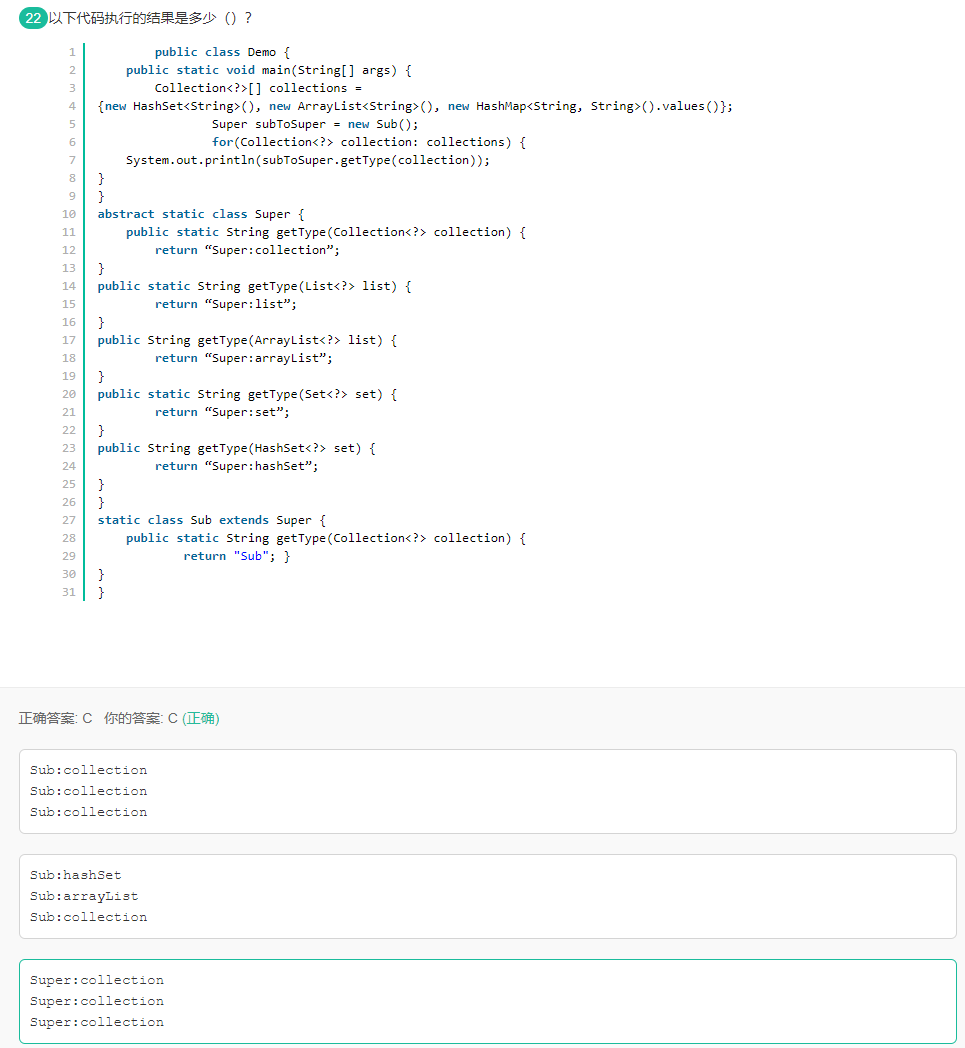 22 以下代码执行的结果是多少（）？
1 public class Demo {
2 public static void main(String[] args) {
3 Collection<?>[] collections =
4 {new HashSet<String>(), new ArrayList<String>(), new HashMap<String, String>().values()};
5 Super subToSuper = new Sub();
6 for(Collection<?> collection: collections) {
7 System.out.println(subToSuper.getType(collection));
8 }
9 }
10 abstract static class Super {
11 public static String getType(Collection<?> collection) {
12 return “Super:collection”;
13 }
14 public static String getType(List<?> list) {
15 return “Super:list”;
16 }
17 public String getType(ArrayList<?> list) {
18 return “Super:arrayList”;
19 }
20 public static String getType(Set<?> set) {
21 return “Super:set”;
22 }
23 public String getType(HashSet<?> set) {
24 return “Super:hashSet”;
25 }
26 }
27 static class Sub extends Super {
28 public static String getType(Collection<?> collection) {
29 return "Sub"; }
30 }
31 }
正确答案: C 你的答案: C (正确)
Sub:collection
Sub:collection
Sub:collection
Sub:hashSet
Sub:arrayList
Sub:collection
Super:collection
Super:collection
Super:collection